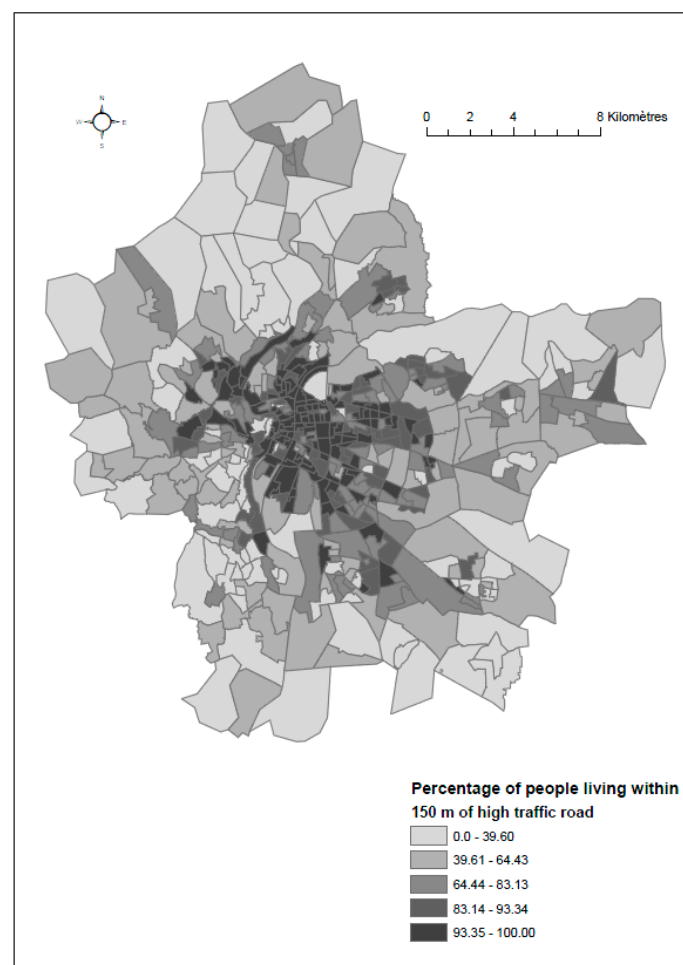 N
W E
S
0 2 4 8 Kilomètres
Percentage of people living within
150 m of high traffic road
0.0 - 39.60
39.61 - 64.43
64.44 - 83.13
83.14 - 93.34
93.35 - 100.00